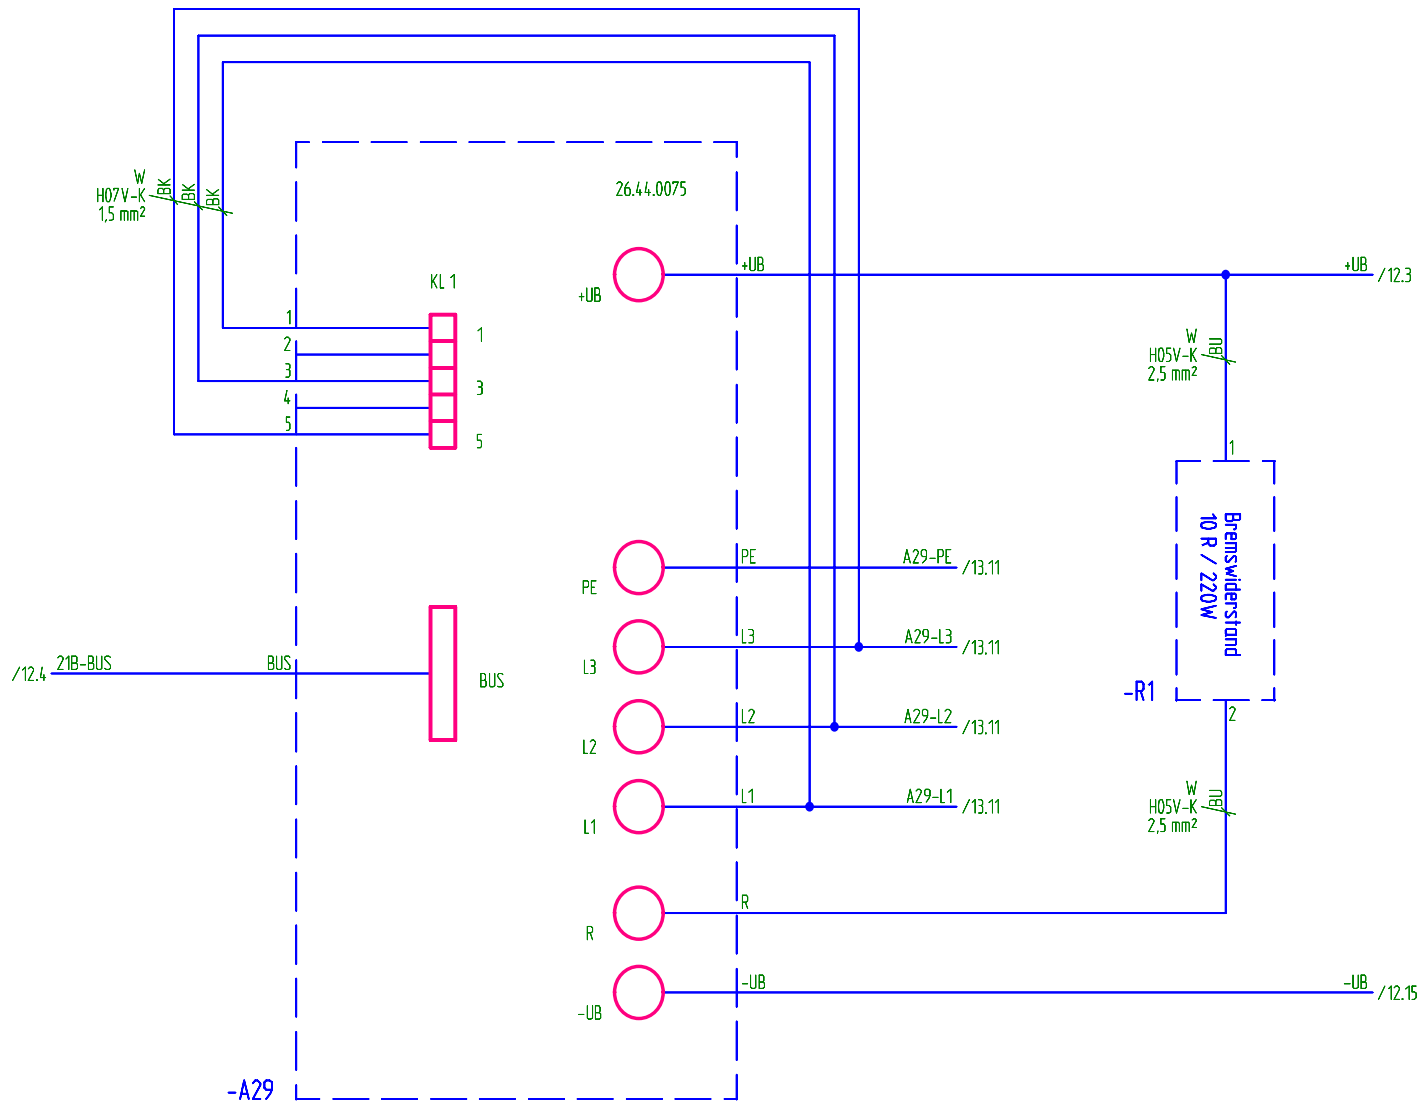 W
H07V-K
1,5 mm²
BK
BK
BK
26.44.0075
KL 1
+UB
+UB
+UB
/12.3
1
2
3
4
5
1
3
5
W
H05V-K
2,5 mm²
BU
1
Bremswiderstand
10 R / 220W
-R1
2
PE
PE
A29-PE
/13.11
L3
L3
A29-L3
/13.11
/12.4
21B-BUS
BUS
BUS
L2
L2
A29-L2
/13.11
L1
L1
A29-L1
/13.11
W
H05V-K
2,5 mm²
BU
R
R
-UB
-UB
-UB
/12.15
-A29